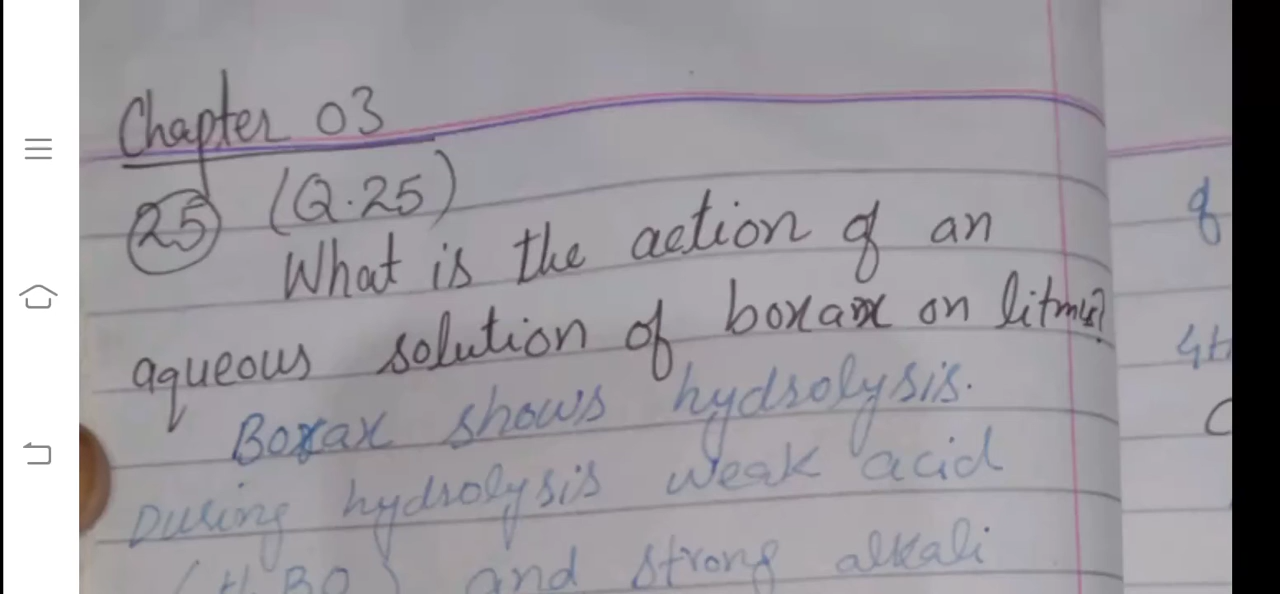 Chapter 03
25 (Q.25)
What is the action of an
aqueous solution of borax on litmus?
Borax shows hydrolysis.
During hydrolysis weak acid
and strong alkali